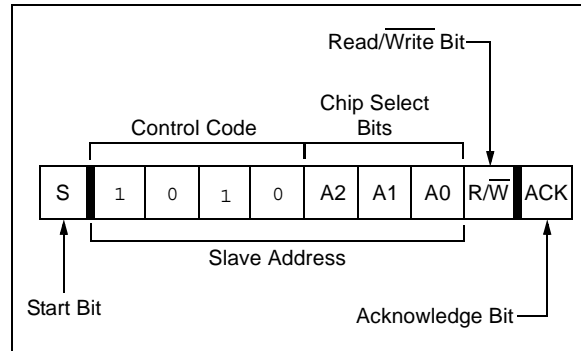 Read/Write Bit
Chip Select
Control Code Bits
S 1 0 1 0 A2 A1 A0 R/W ACK
Slave Address
Start Bit
Acknowledge Bit